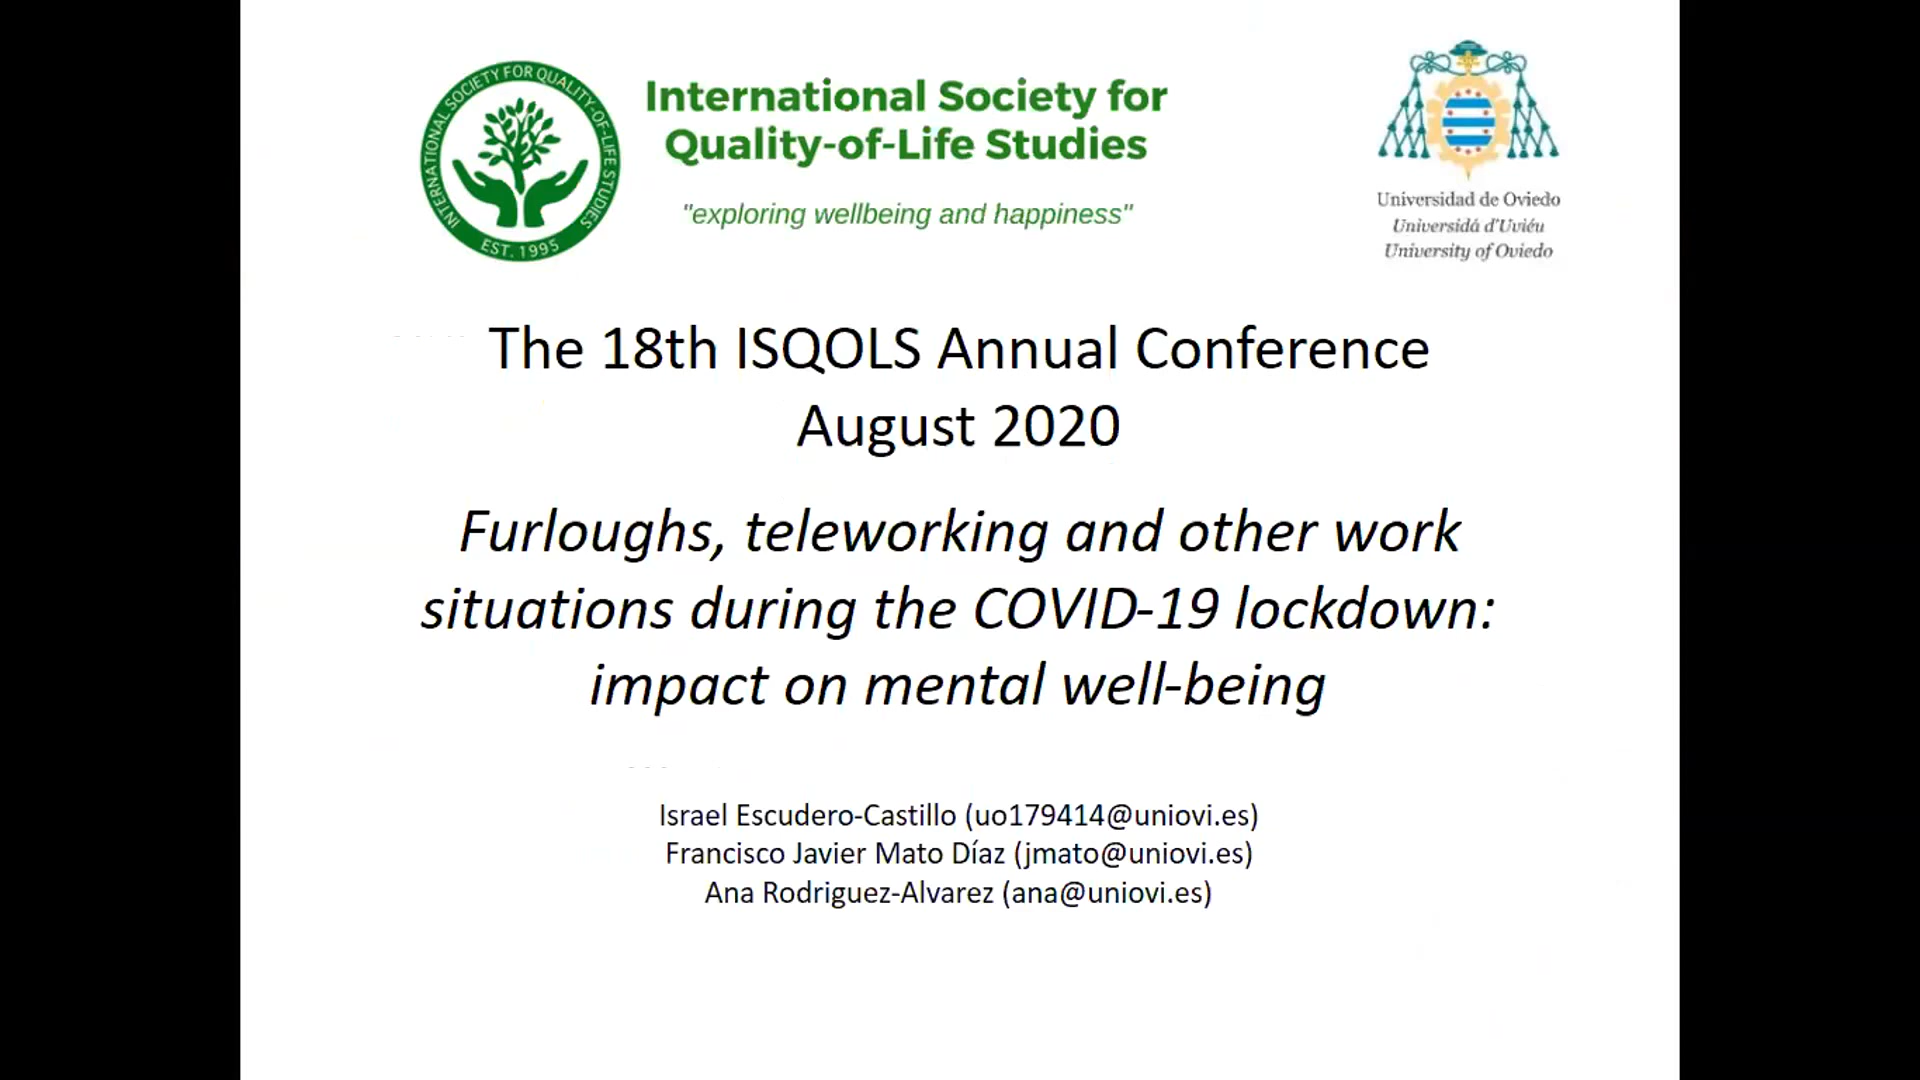 INTERNATIONAL SOCIETY FOR QUALITY-OF-LIFE STUDIES
EST. 1995
International Society for
Quality-of-Life Studies
"exploring wellbeing and happiness"
Universidad de Oviedo
Universidá d'Uviéu
University of Oviedo
The 18th ISQOLS Annual Conference
August 2020
Furloughs, teleworking and other work
situations during the COVID-19 lockdown:
impact on mental well-being
Israel Escudero-Castillo (uo179414@uniovi.es)
Francisco Javier Mato Díaz (jmato@uniovi.es)
Ana Rodriguez-Alvarez (ana@uniovi.es)